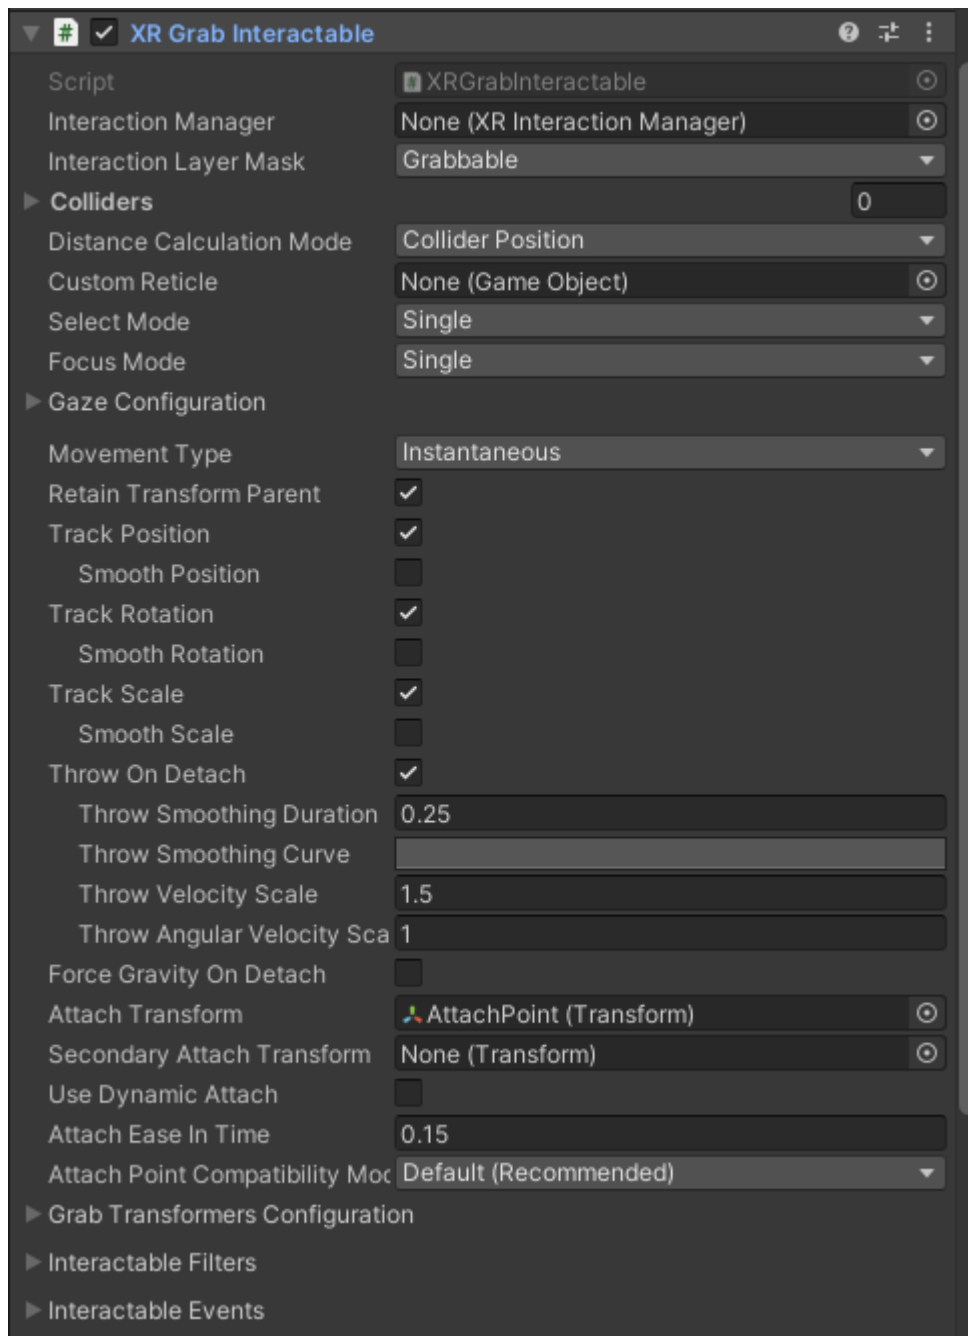 XR Grab Interactable
Script XRGrabInteractable
Interaction Manager None (XR Interaction Manager)
Interaction Layer Mask Grabbable
Colliders 0
Distance Calculation Mode Collider Position
Custom Reticle None (Game Object)
Select Mode Single
Focus Mode Single
Gaze Configuration
Movement Type Instantaneous
Retain Transform Parent
Track Position
Smooth Position
Track Rotation
Smooth Rotation
Track Scale
Smooth Scale
Throw On Detach
Throw Smoothing Duration 0.25
Throw Smoothing Curve
Throw Velocity Scale 1.5
Throw Angular Velocity Sca 1
Force Gravity On Detach
Attach Transform AttachPoint (Transform)
Secondary Attach Transform None (Transform)
Use Dynamic Attach
Attach Ease In Time 0.15
Attach Point Compatibility Moc Default (Recommended)
Grab Transformers Configuration
Interactable Filters
Interactable Events